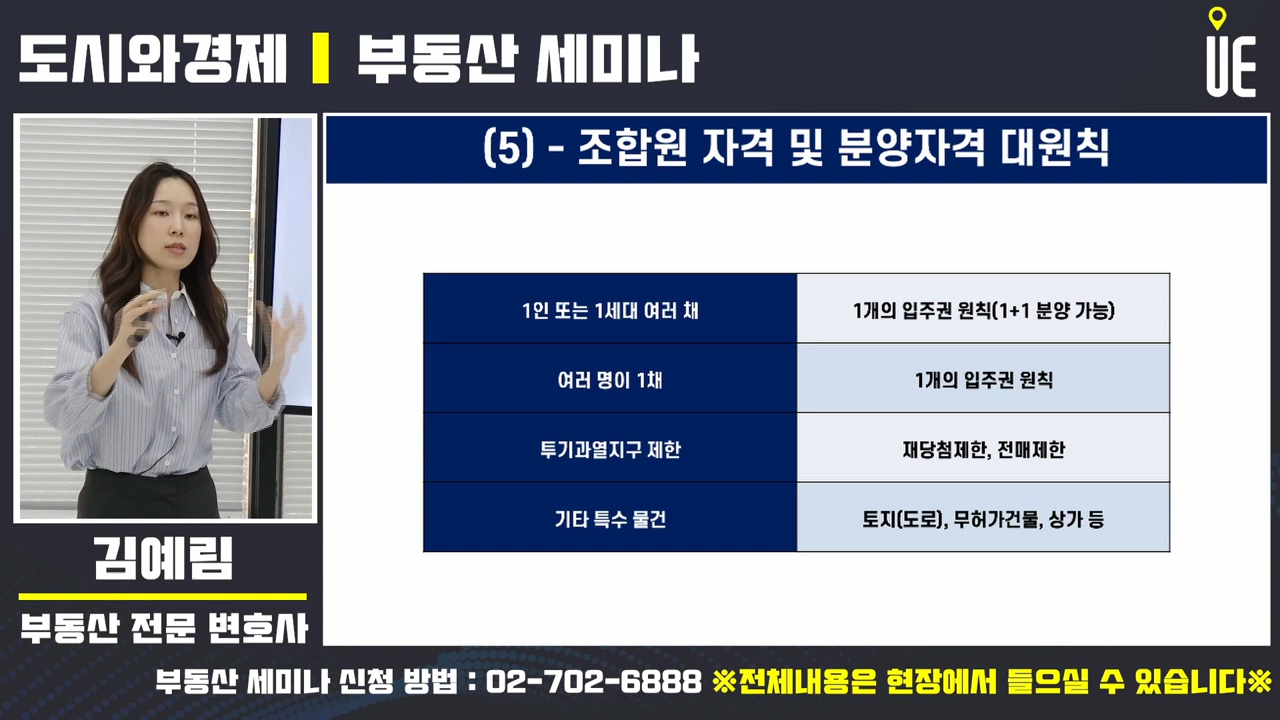 도시와경제 부동산 세미나
UE
(5) - 조합원 자격 및 분양자격 대원칙
1인 또는 1세대 여러 채
1개의 입주권 원칙(1+1 분양 가능)
여러 명이 1채
1개의 입주권 원칙
투기과열지구 제한
재당첨제한, 전매제한
기타 특수 물건
토지(도로), 무허가건물, 상가 등
김예림
부동산 전문 변호사
부동산 세미나 신청 방법 : 02-702-6888 ※전체내용은 현장에서 들으실 수 있습니다※